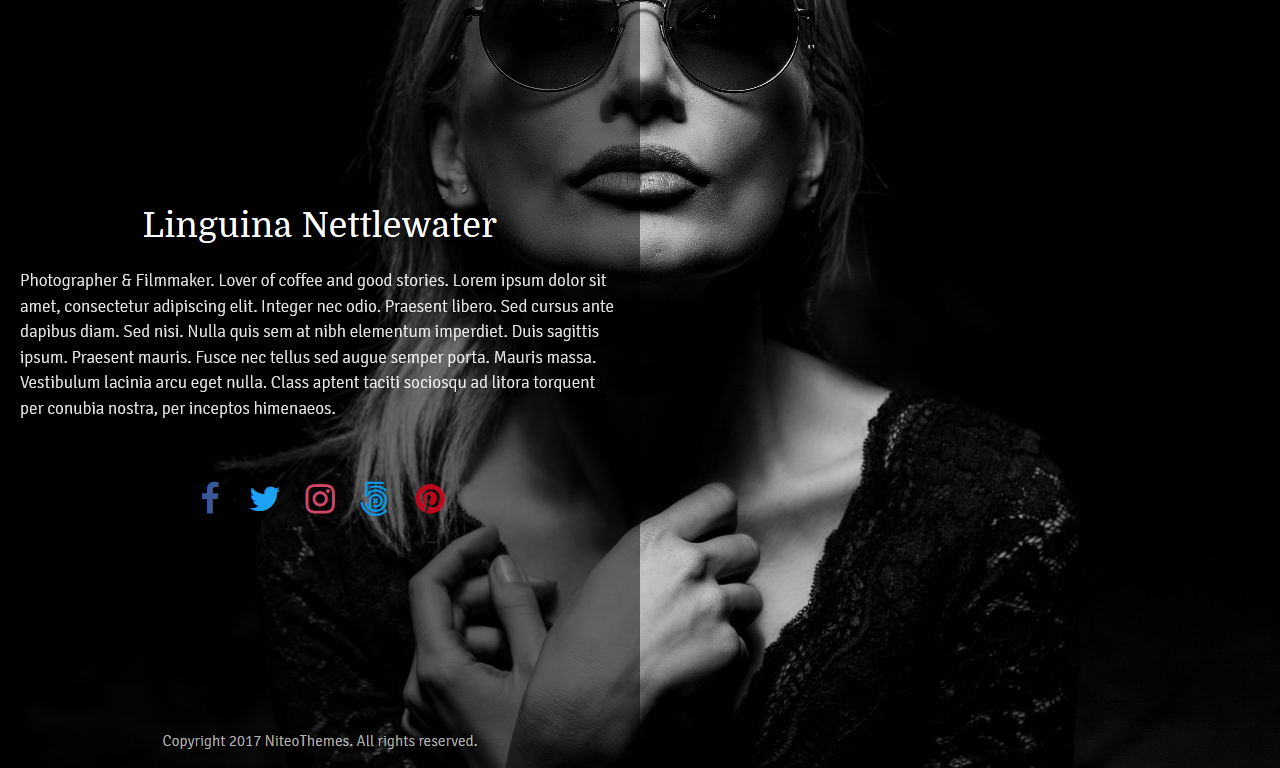 Linguina Nettlewater
Photographer & Filmmaker. Lover of coffee and good stories. Lorem ipsum dolor sit
amet, consectetur adipiscing elit. Integer nec odio. Praesent libero. Sed cursus ante
dapibus diam. Sed nisi. Nulla quis sem at nibh elementum imperdiet. Duis sagittis
ipsum. Praesent mauris. Fusce nec tellus sed augue semper porta. Mauris massa.
Vestibulum lacinia arcu eget nulla. Class aptent taciti sociosqu ad litora torquent
per conubia nostra, per inceptos himenaeos.
Copyright 2017 NiteoThemes. All rights reserved.